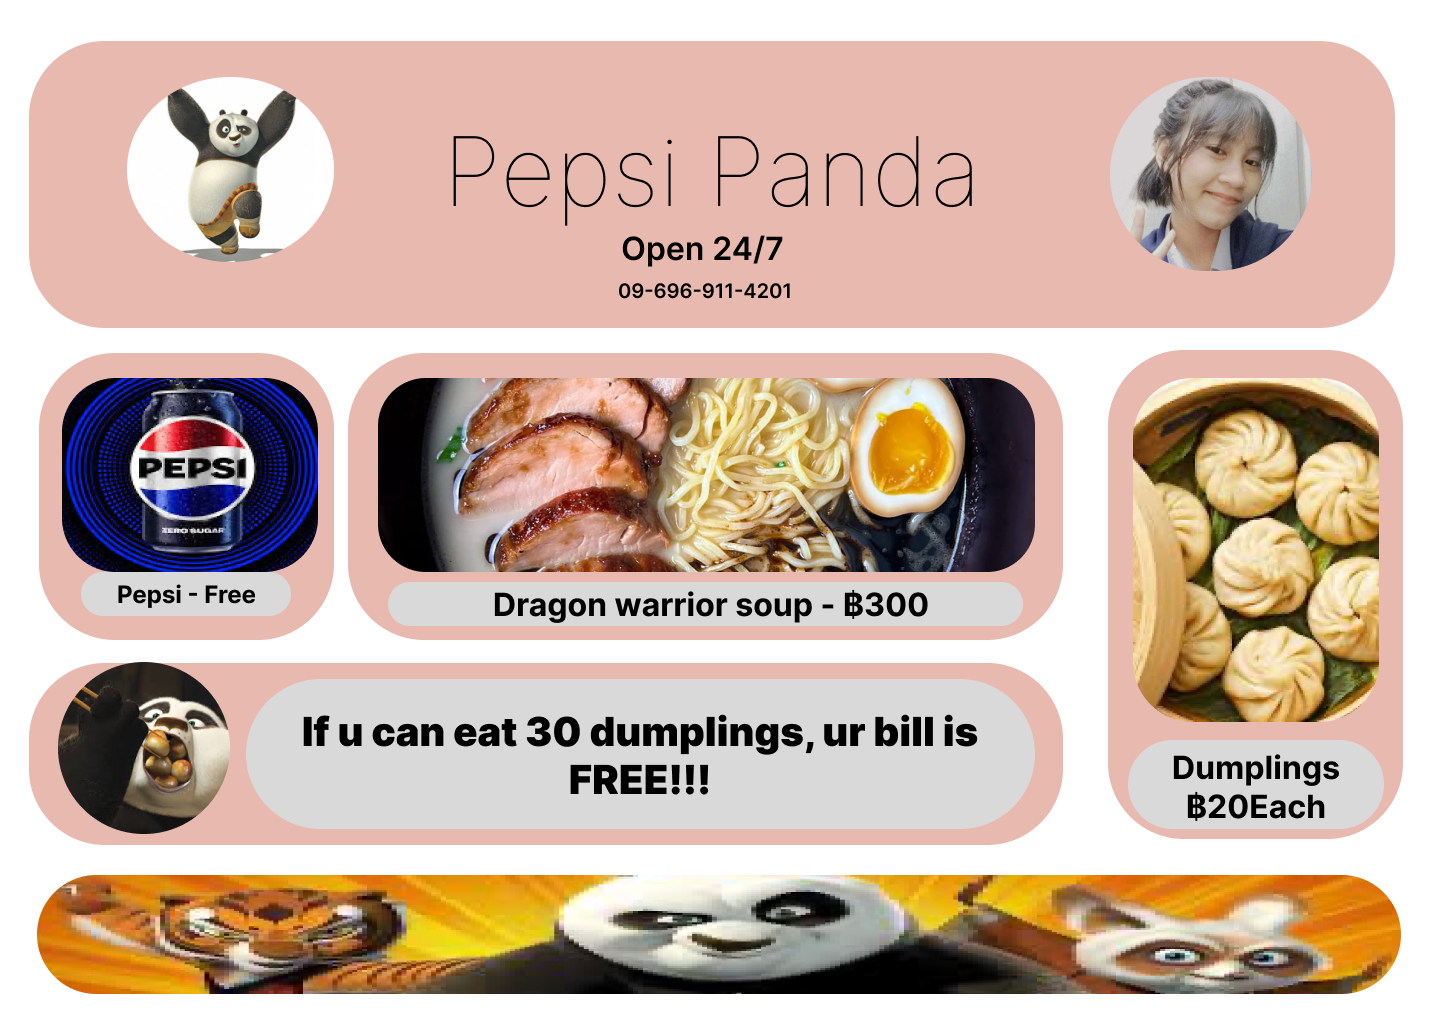 Pepsi Panda
Open 24/7
09-696-911-4201
PEPSI
ZERO SUGAR
Pepsi - Free
Dragon warrior soup - ฿300
If u can eat 30 dumplings, ur bill is
FREE!!!
Dumplings
฿20Each